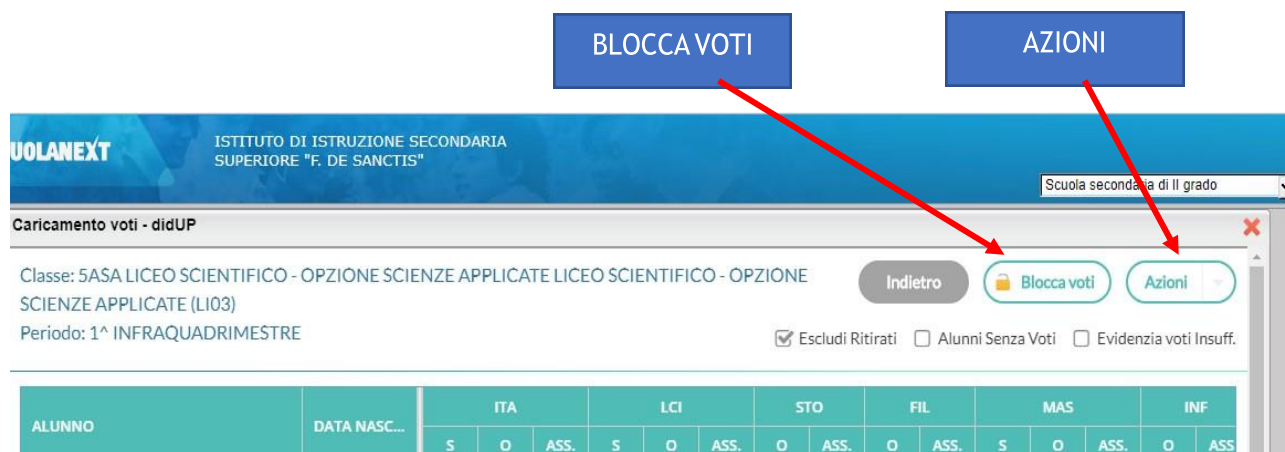 BLOCCA VOTI
AZIONI
UOLANEXT
ISTITUTO DI ISTRUZIONE SECONDARIA
SUPERIORE "F. DE SANCTIS"
Scuola secondaria di II grado
Caricamento voti - didUP
Classe: 5ASA LICEO SCIENTIFICO - OPZIONE SCIENZE APPLICATE LICEO SCIENTIFICO - OPZIONE
SCIENZE APPLICATE (LI03)
Periodo: 1^ INFRAQUADRIMESTRE
Indietro
Blocca voti
Azioni
Escludi Ritirati
Alunni Senza Voti
Evidenzia voti Insuff.
ALUNNO DATA NASC... ITA LCI STO FIL MAS INF
S O ASS. S O ASS. O ASS. O ASS. S O ASS. O ASS